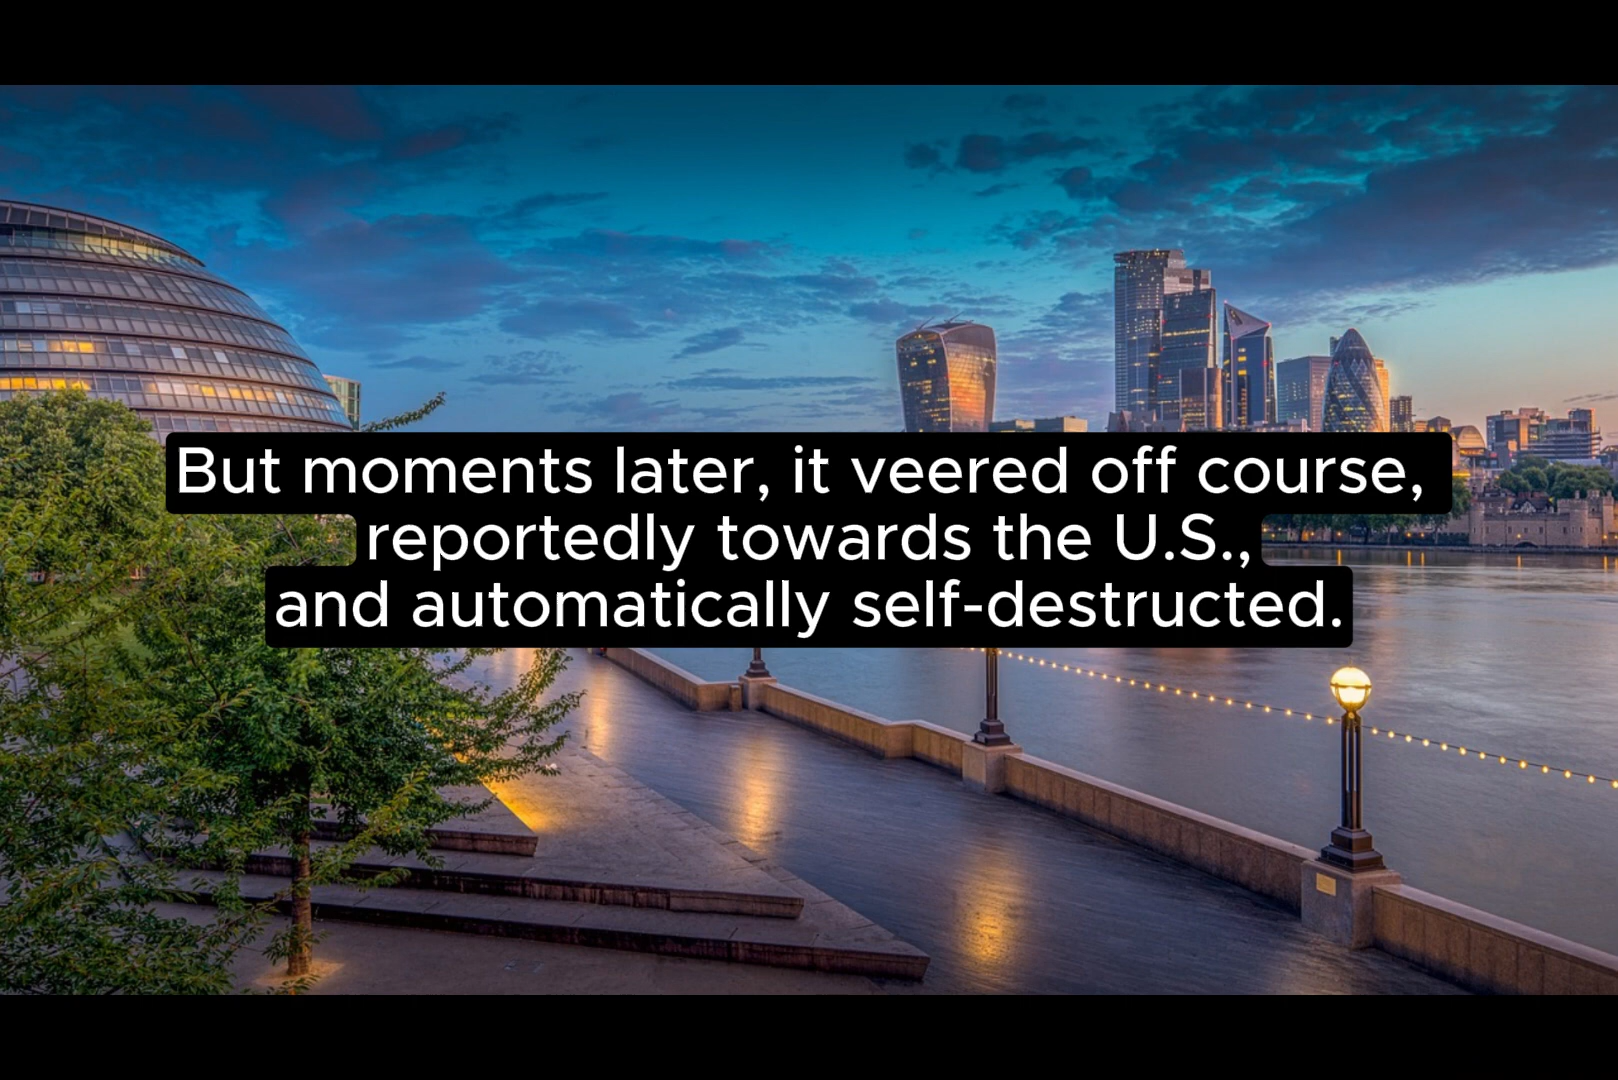 But moments later, it veered off course,
reportedly towards the U.S.,
and automatically self-destructed.